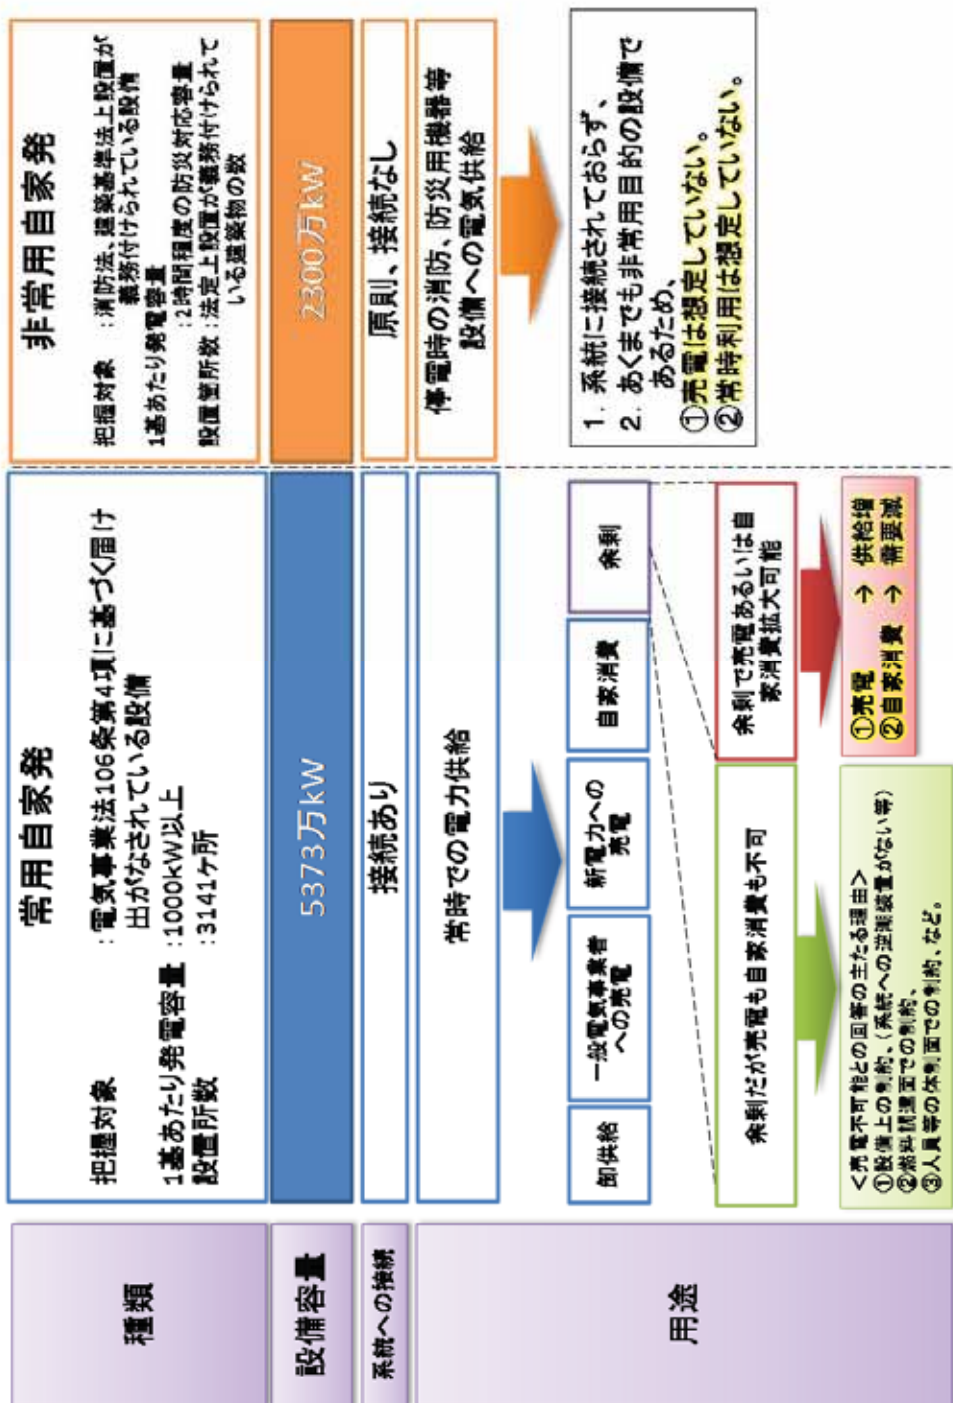 種類
常用自家発
把握対象 :電気事業法106条第4項に基づく届け
出がなされている設備
1基あたり発電容量 :1000kW以上
設置所数 :3141ヶ所
非常用自家発
把握対象 :消防法、建築基準法上設置が
義務付けられている設備
1基あたり発電容量
:2時間程度の防災対応容量
設置箇所数:法定上設置が義務付けられて
いる建築物の数
設備容量
5373万kW
2300万kW
系統への接続
接続あり
原則、接続なし
用途
常時での電力供給
停電時の消防、防災用機器等
設備への電気供給
卸供給
一般電気事業者
への売電
新電力への
売電
自家消費
余剰
余剰だが売電も自家消費も不可
余剰で売電あるいは自
家消費拡大可能
<売電不可能との回答の主たる理由>
①設備上の制約、(系統への逆潮装置がない等)
②燃料調達面での制約、
③人員等の体制面での制約、など。
①売電 → 供給増
②自家消費 → 需要減
1. 系統に接続されておらず、
2. あくまでも非常用目的の設備で
あるため、
①売電は想定していない。
②常時利用は想定していない。